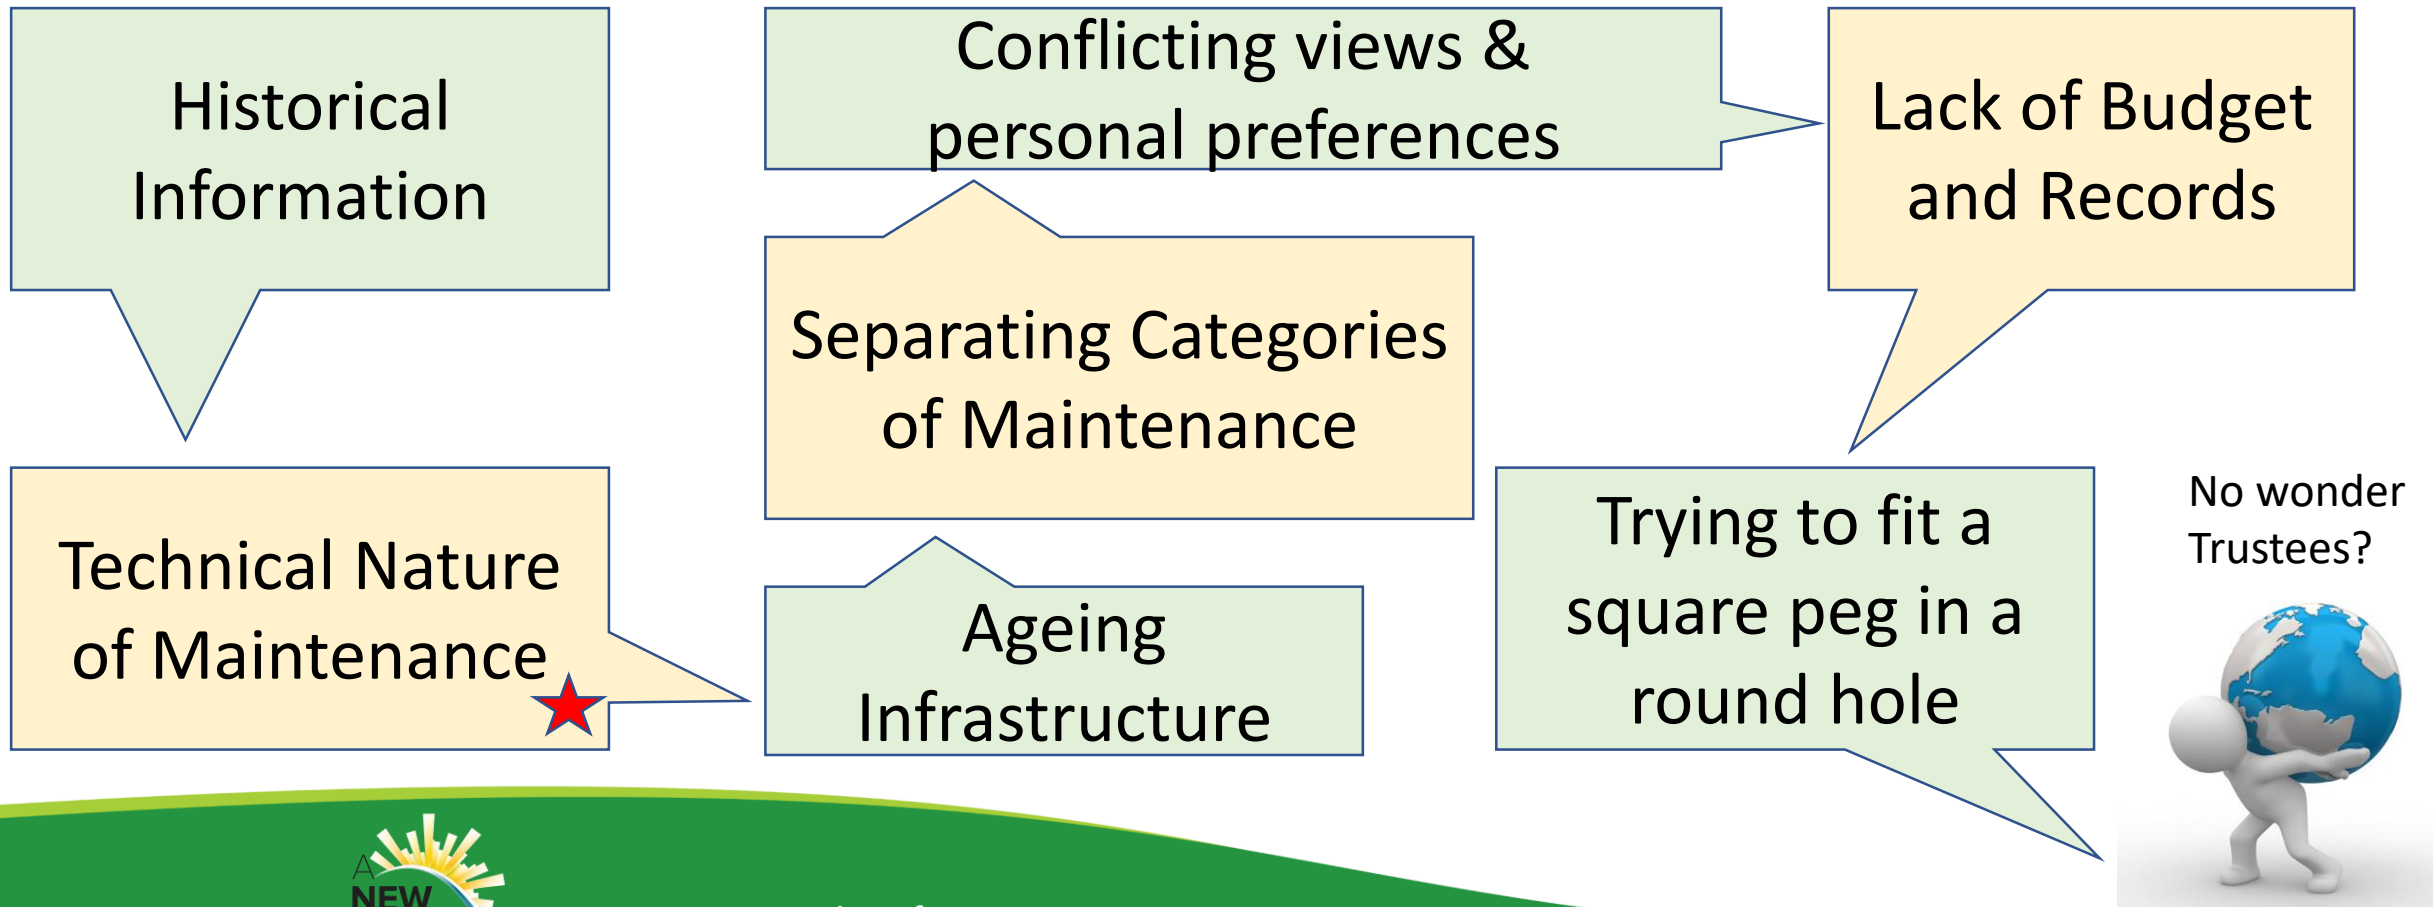 Historical
Information
Technical Nature
of Maintenance
Ageing
Infrastructure
Separating Categories
of Maintenance
Conflicting views &
personal preferences
Lack of Budget
and Records
Trying to fit a
square peg in a
round hole
No wonder
Trustees?
A
NEW